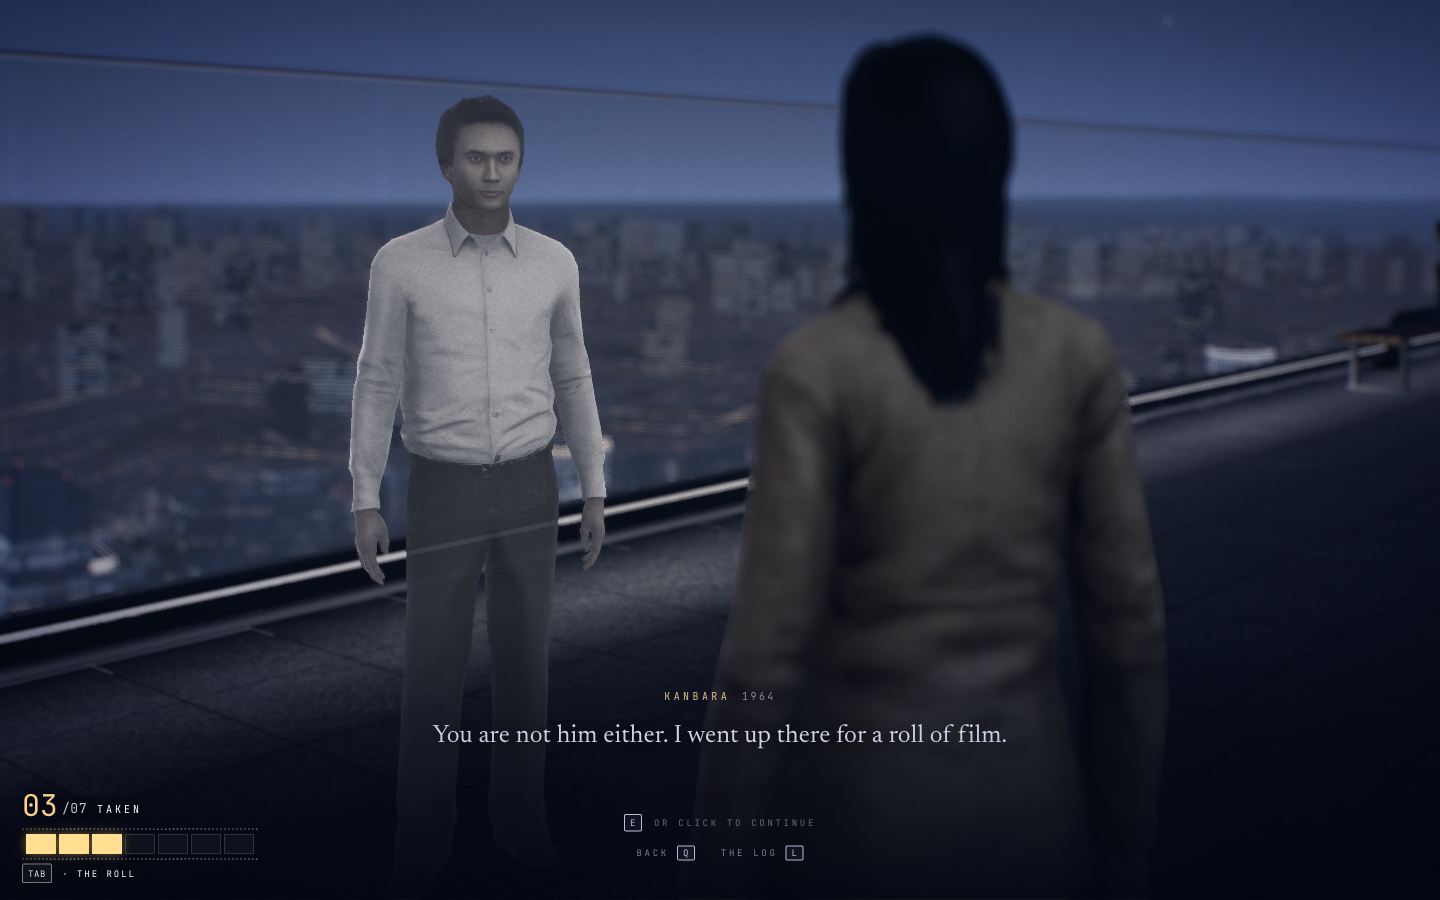 KANBARA 1964
You are not him either. I went up there for a roll of film.
03/07 TAKEN
TAB · THE ROLL
E OR CLICK TO CONTINUE
BACK Q THE LOG L